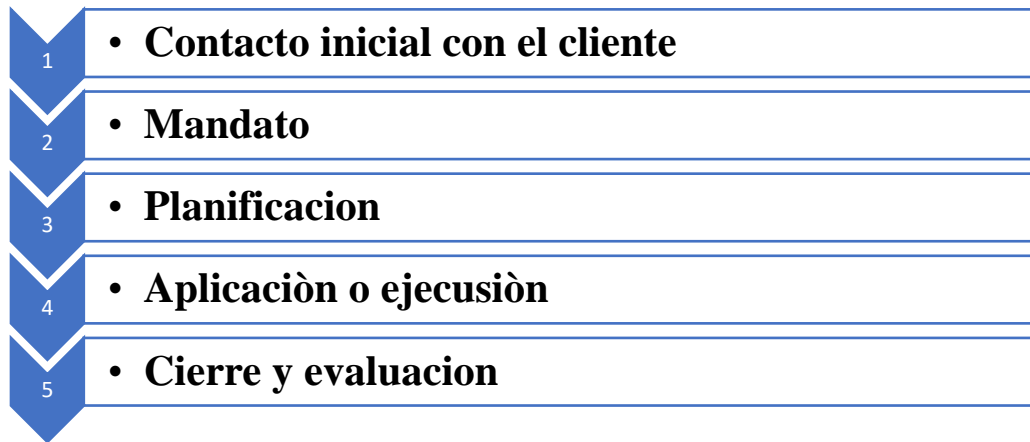 1 • Contacto inicial con el cliente
2 • Mandato
3 • Planificacion
4 • Aplicaciòn o ejecusiòn
5 • Cierre y evaluacion